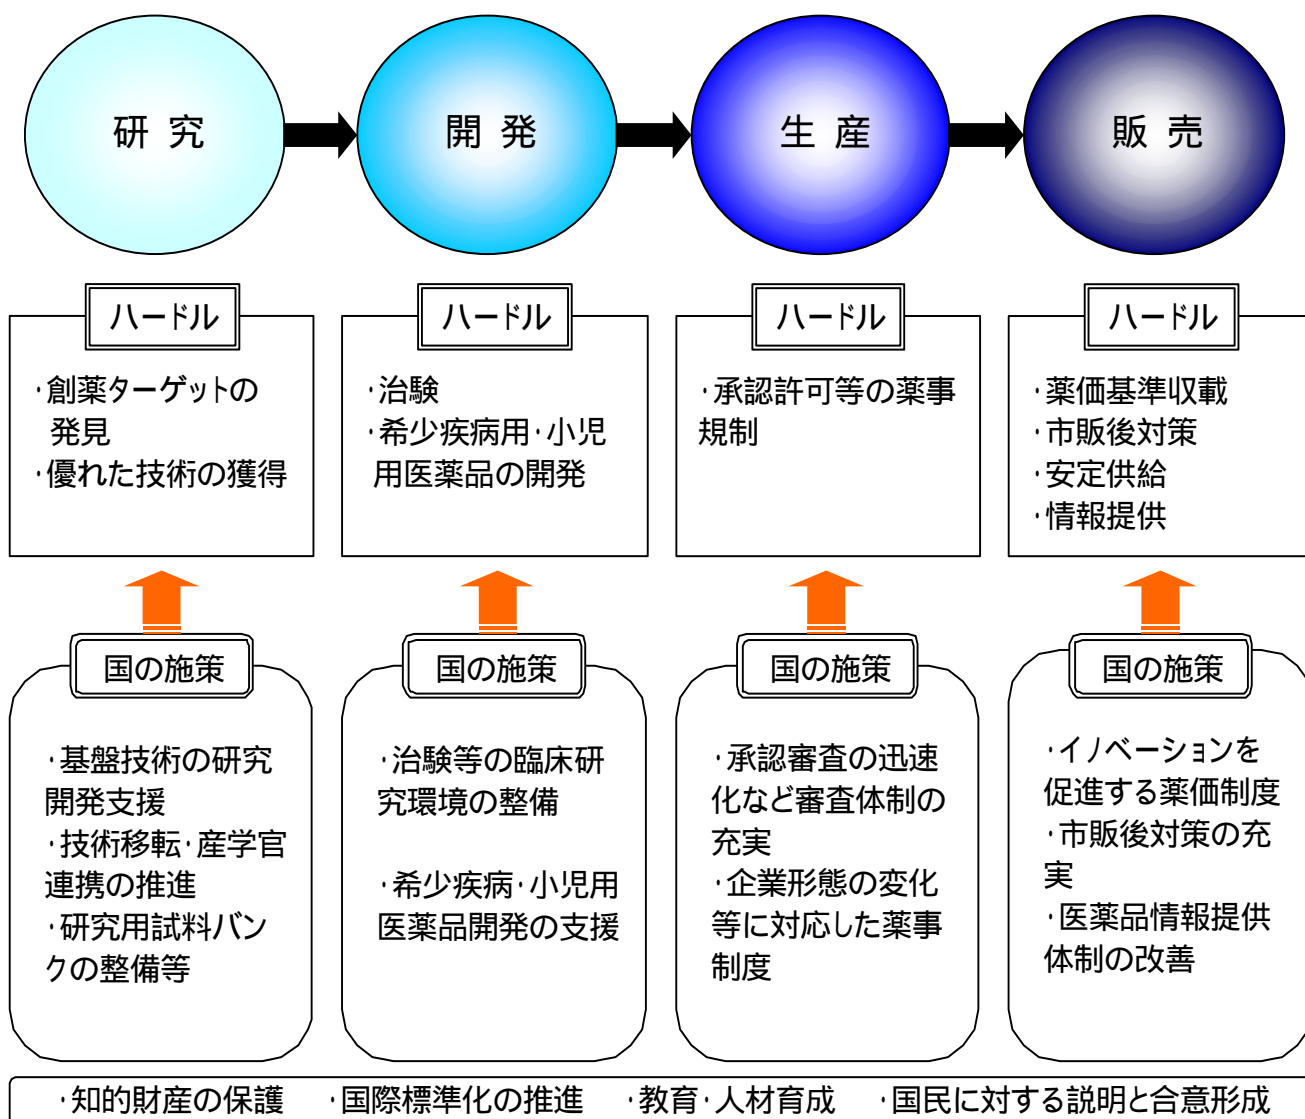 研究
開発
生産
販売
ハードル
・創薬ターゲットの
発見
・優れた技術の獲得
ハードル
・治験
・希少疾病用・小児
用医薬品の開発
ハードル
・承認許可等の薬事
規制
ハードル
・薬価基準収載
・市販後対策
・安定供給
・情報提供
国の施策
・基盤技術の研究
開発支援
・技術移転・産学官
連携の推進
・研究用試料バン
クの整備等
国の施策
・治験等の臨床研
究環境の整備
・希少疾病・小児用
医薬品開発の支援
国の施策
・承認審査の迅速
化など審査体制の
充実
・企業形態の変化
等に対応した薬事
制度
国の施策
・イノベーションを
促進する薬価制度
・市販後対策の充
実
・医薬品情報提供
体制の改善
・知的財産の保護 ・国際標準化の推進 ・教育・人材育成 ・国民に対する説明と合意形成